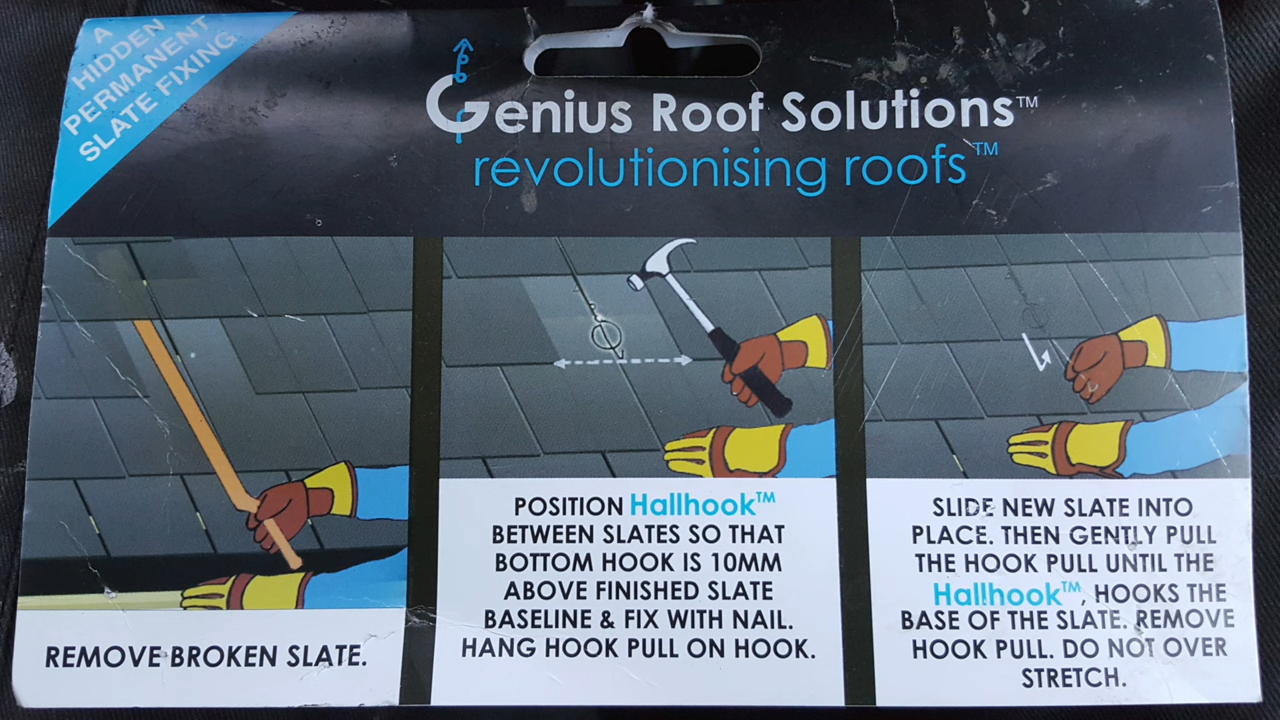 A
HIDDEN
PERMANENT
SLATE FIXING
Genius Roof Solutions™
revolutionising roofs™
REMOVE BROKEN SLATE.
POSITION Hallhook™
BETWEEN SLATES SO THAT
BOTTOM HOOK IS 10MM
ABOVE FINISHED SLATE
BASELINE & FIX WITH NAIL.
HANG HOOK PULL ON HOOK.
SLIDE NEW SLATE INTO
PLACE. THEN GENTLY PULL
THE HOOK PULL UNTIL THE
Hallhook™, HOOKS THE
BASE OF THE SLATE. REMOVE
HOOK PULL. DO NOT OVER
STRETCH.